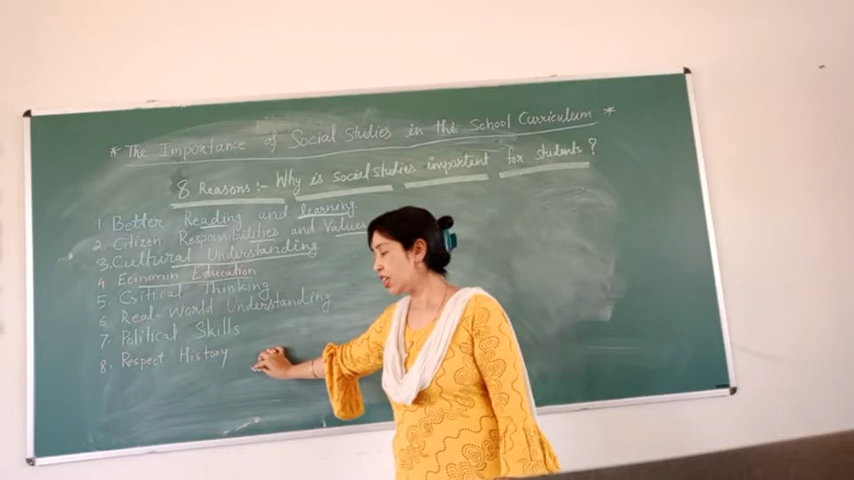 * The Importance of Social Studies in the School Curriculum *
8 Reasons:- Why is social studies important for students ?
1. Better Reading and learning.
2. Citizen Responsibilities and Values
3. Cultural Understanding
4. Economin Education
5. Critical Thinking
6. Real-World Understanding
7. Political Skills
8. Respect History